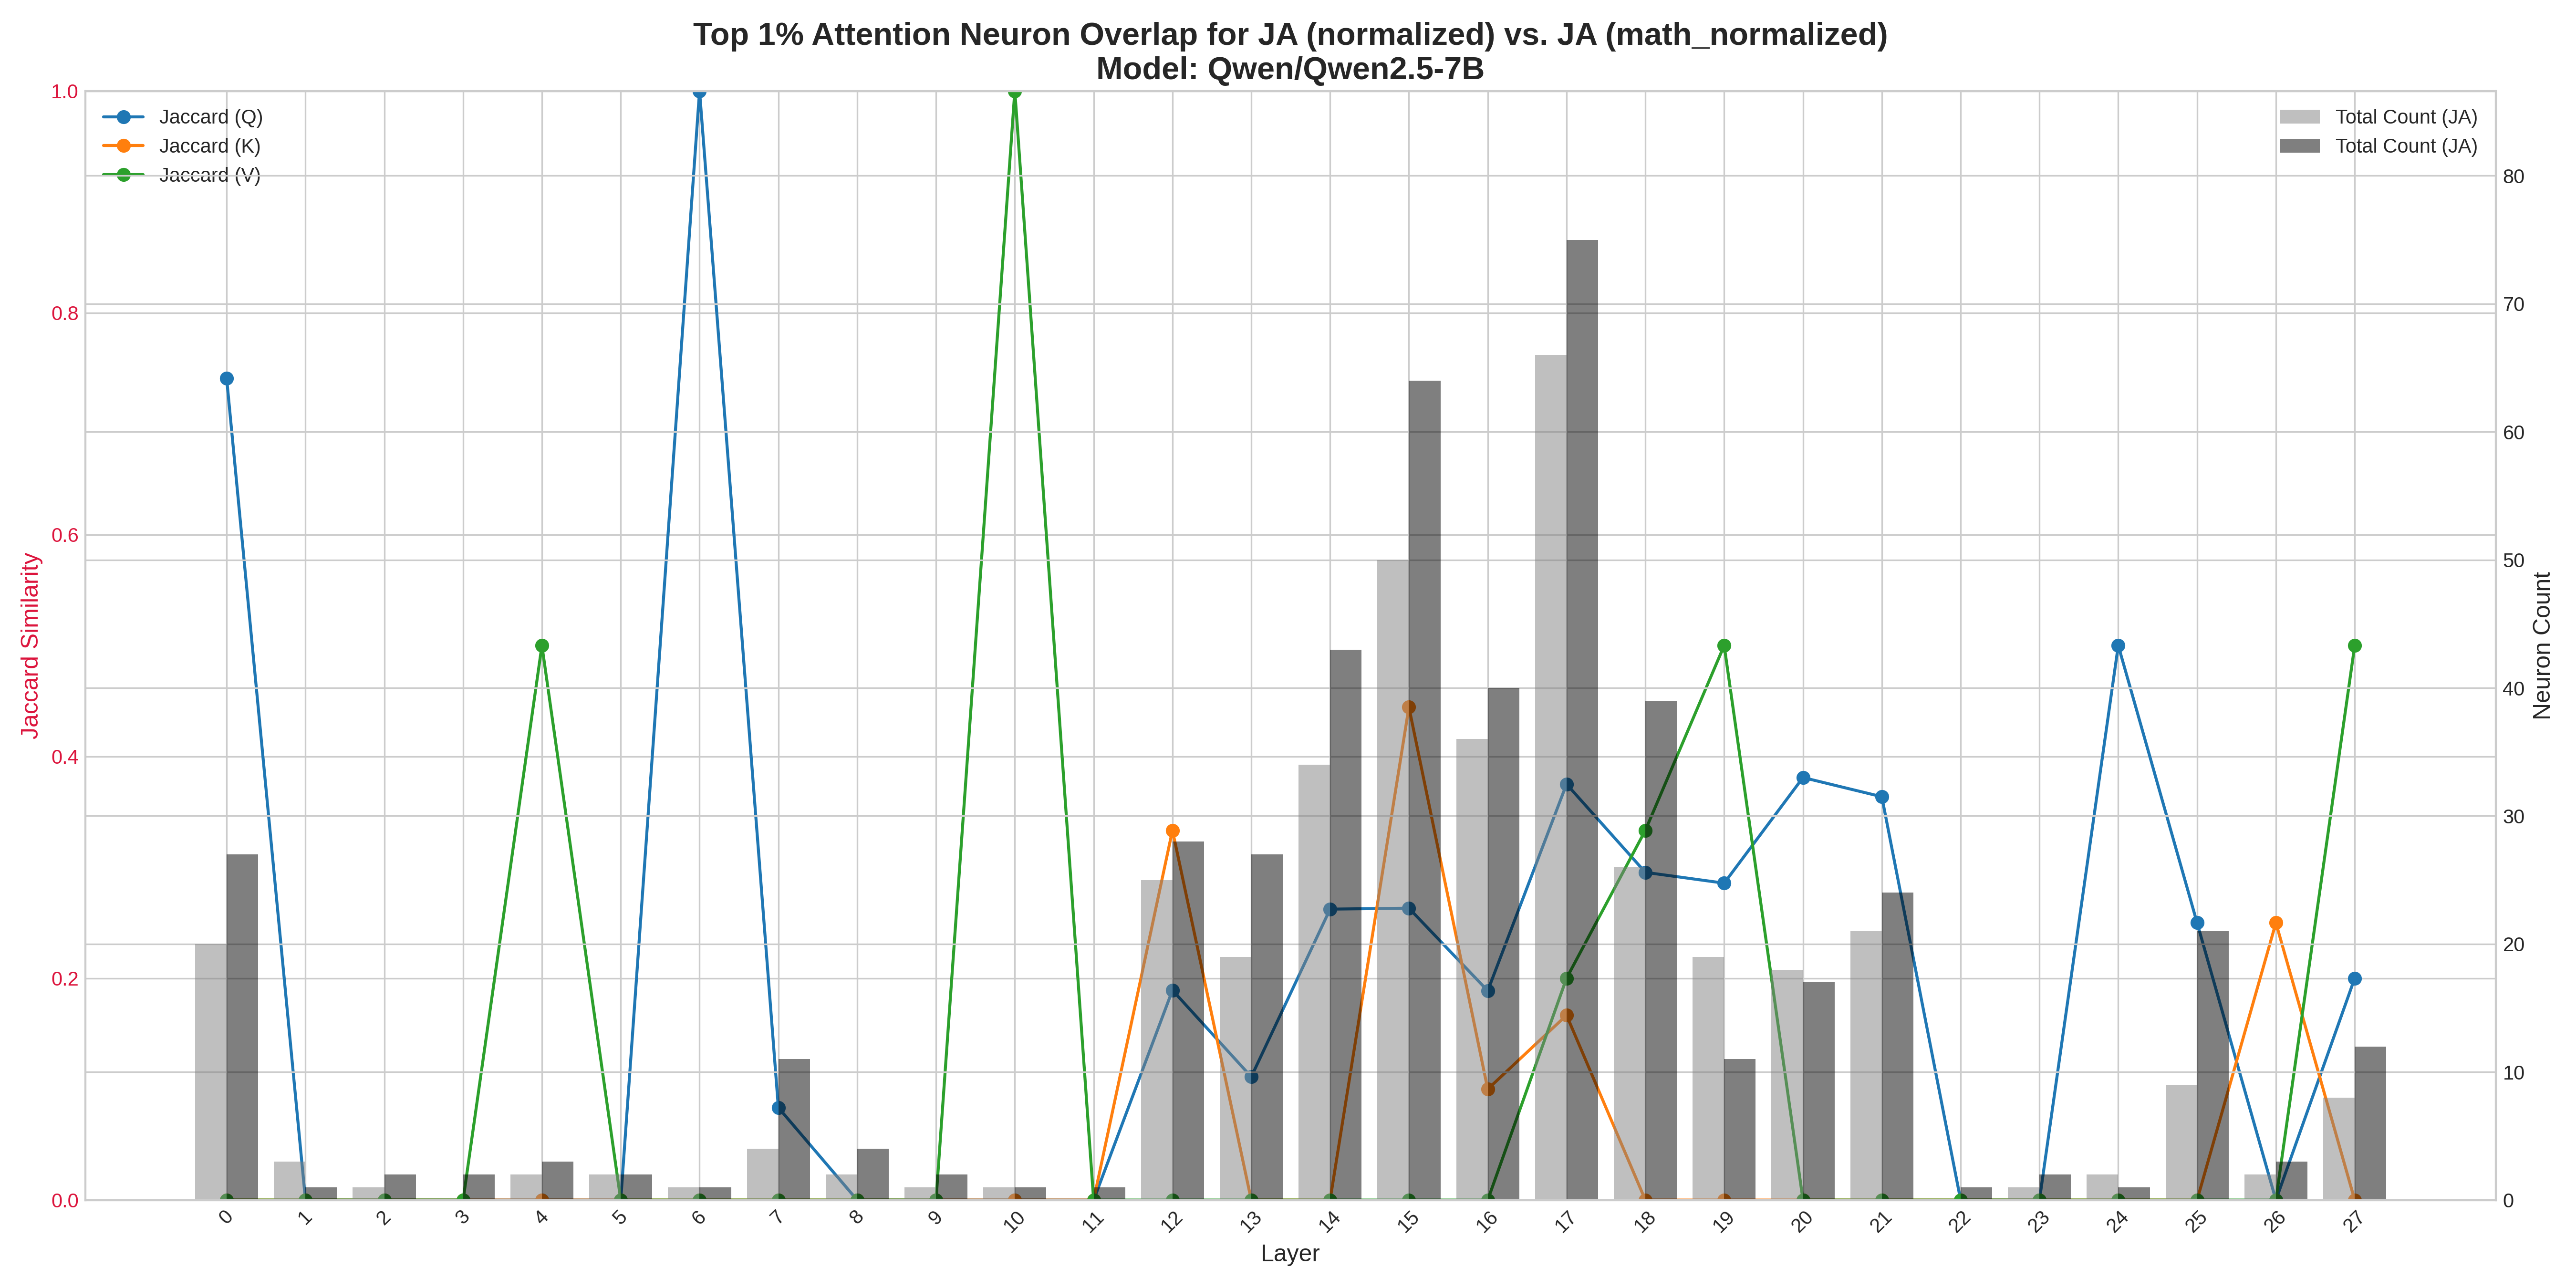 Top 1% Attention Neuron Overlap for JA (normalized) vs. JA (math_normalized)
Model: Qwen/Qwen2.5-7B
Jaccard (Q)
Jaccard (K)
Jaccard (V)
Total Count (JA)
Total Count (JA)
Jaccard Similarity
1.0
0.8
0.6
0.4
0.2
0.0
Neuron Count
80
70
60
50
40
30
20
10
0
0 1 2 3 4 5 6 7 8 9 10 11 12 13 14 15 16 17 18 19 20 21 22 23 24 25 26 27
Layer